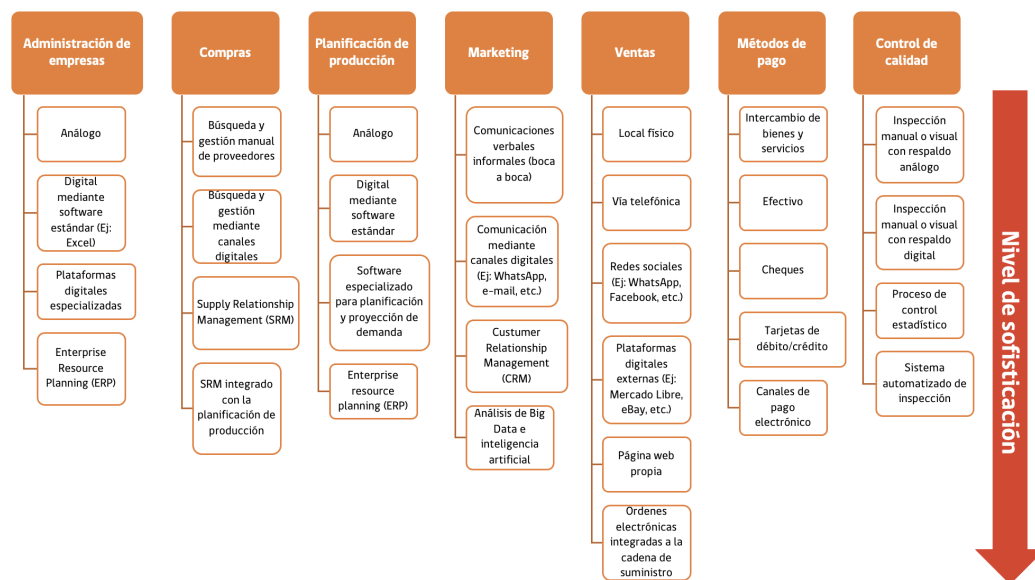 Administración de
empresas
Análogo
Digital
mediante
software
estándar (Ej:
Excel)
Plataformas
digitales
especializadas
Enterprise
Resource
Planning (ERP)
Compras
Búsqueda y
gestión manual
de proveedores
Búsqueda y
gestión
mediante
canales
digitales
Supply Relationship
Management (SRM)
SRM integrado
con la
planificación de
producción
Planificación de
producción
Análogo
Digital
mediante
software
estándar
Software
especializado
para planificación
y proyección de
demanda
Enterprise
resource
planning (ERP)
Marketing
Comunicaciones
verbales
informales (boca
a boca)
Comunicación
mediante
canales digitales
(Ej: WhatsApp,
e-mail, etc.)
Custumer
Relationship
Management
(CRM)
Análisis de Big
Data e
inteligencia
artificial
Ventas
Local físico
Vía telefónica
Redes sociales
(Ej: WhatsApp,
Facebook, etc.)
Plataformas
digitales
externas (Ej:
Mercado Libre,
eBay, etc.)
Página web
propia
Ordenes
electrónicas
integradas a la
cadena de
suministro
Métodos de
pago
Intercambio de
bienes y
servicios
Efectivo
Cheques
Tarjetas de
débito/crédito
Canales de
pago
electrónico
Control de
calidad
Inspección
manual o visual
con respaldo
análogo
Inspección
manual o visual
con respaldo
digital
Proceso de
control
estadístico
Sistema
automatizado de
inspección
Nivel de sofisticación